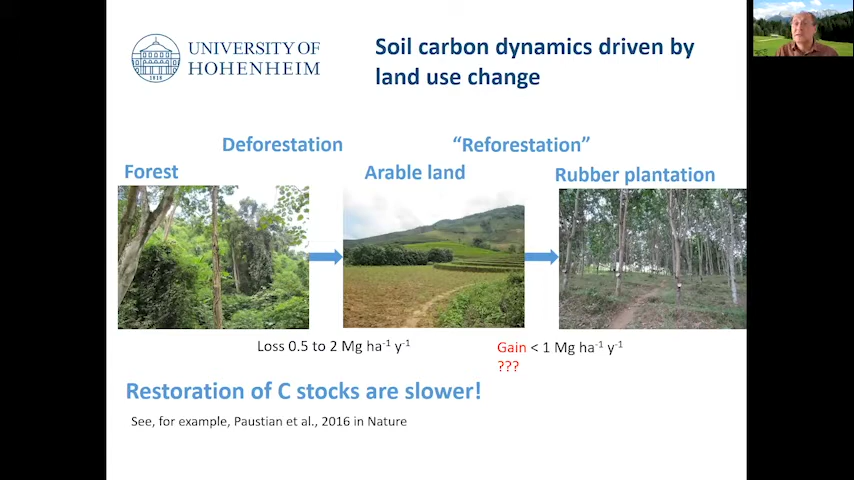 UNIVERSITY OF
HOHENHEIM
1818
Soil carbon dynamics driven by
land use change
Deforestation
"Reforestation"
Forest
Arable land
Rubber plantation
Loss 0.5 to 2 Mg ha⁻¹ y⁻¹
Gain < 1 Mg ha⁻¹ y⁻¹
???
Restoration of C stocks are slower!
See, for example, Paustian et al., 2016 in Nature